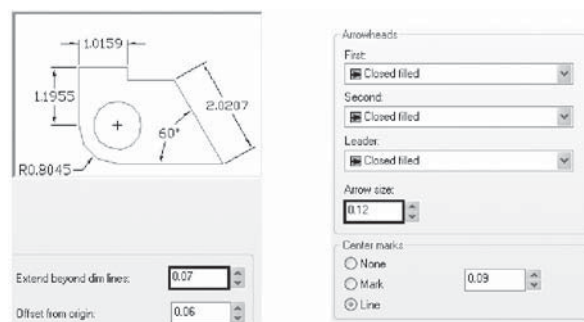 1.0159
1.1955
2.0207
60°
R0.8045
Extend beyond dim lines: 0.07
Offset from origin: 0.06
Arrowheads
First:
Closed filled
Second:
Closed filled
Leader:
Closed filled
Arrow size:
0.12
Center marks
None
Mark 0.09
Line